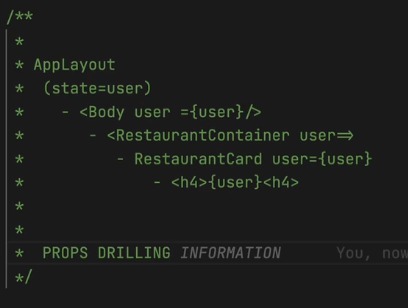 /**
*
* AppLayout
* (state=user)
* - <Body user ={user}/>
* - <RestaurantContainer user=>
* - RestaurantCard user={user}
* - <h4>{user}<h4>
*
*
* PROPS DRILLING INFORMATION You, now
*/